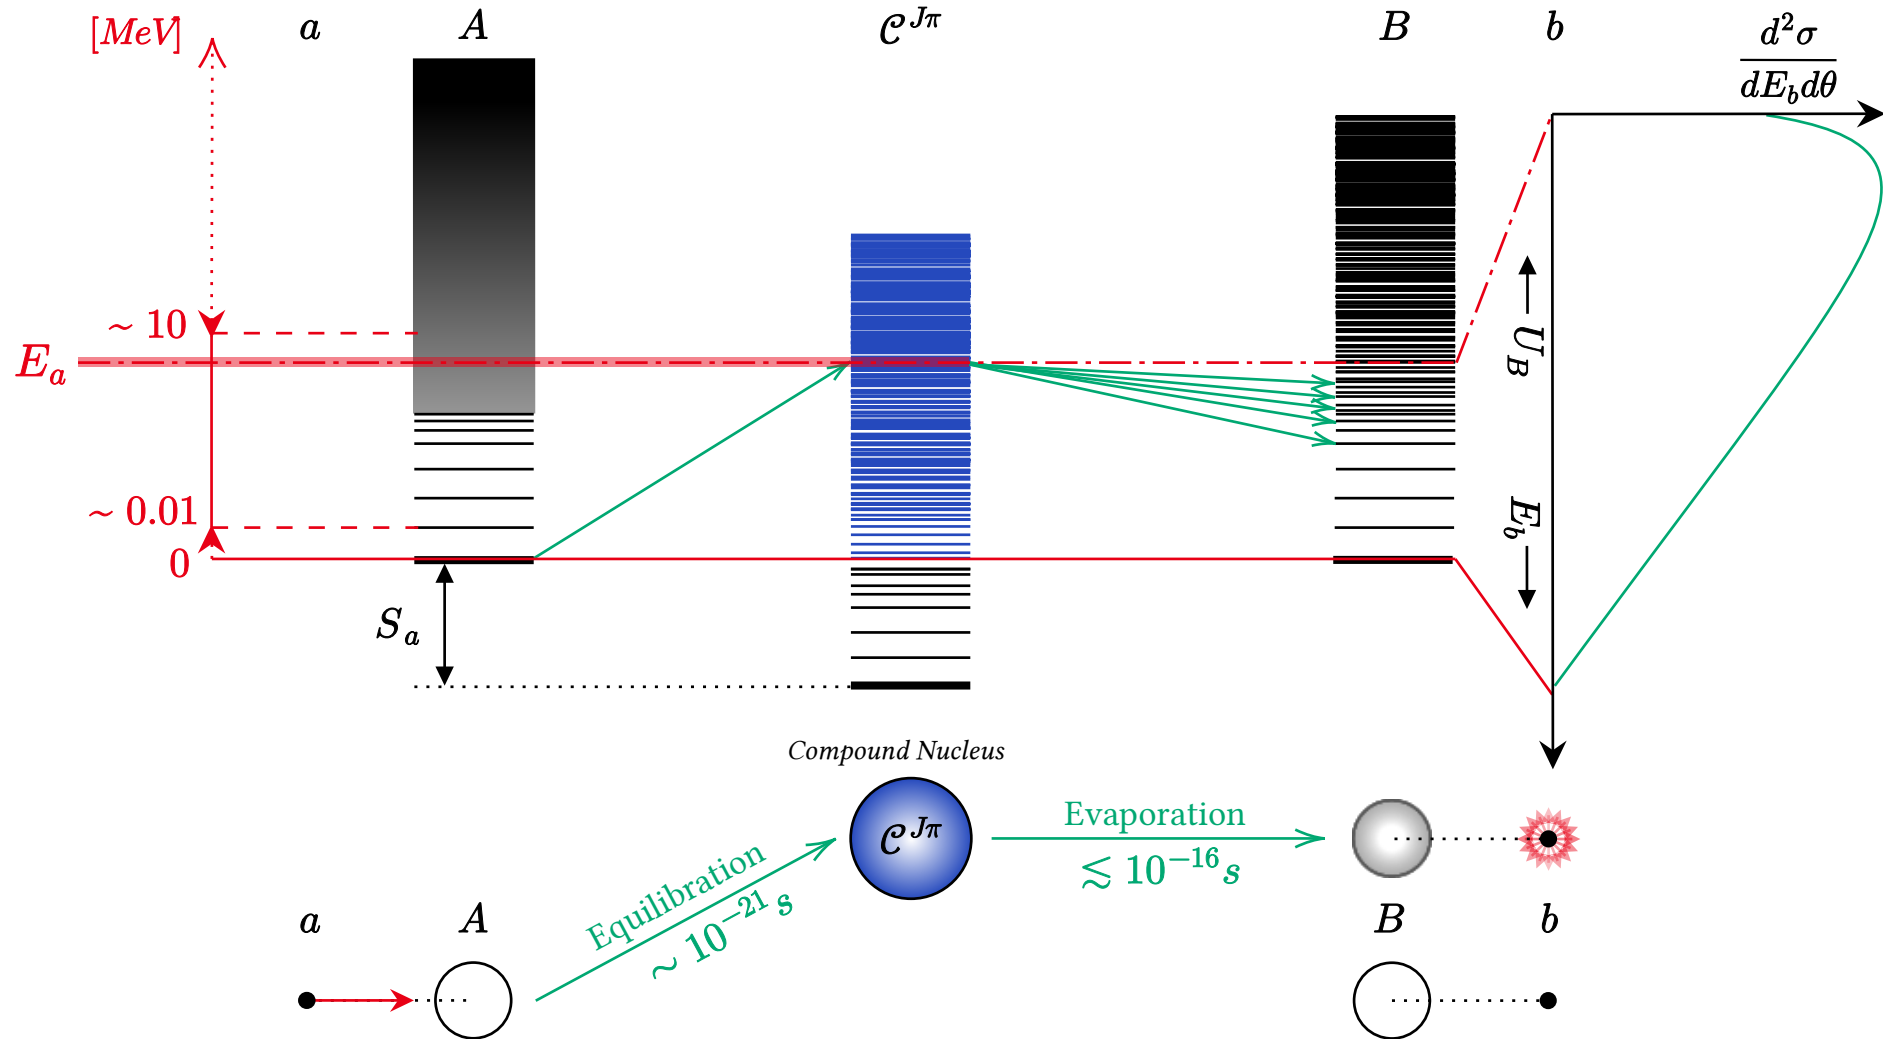 [MeV]
a
A
𝒞^{Jπ}
B
b
d²σ
dE_b dθ
~ 10
E_a
~ 0.01
0
S_a
U_B
E_b
Compound Nucleus
𝒞^{Jπ}
Equilibration
~ 10⁻²¹ s
Evaporation
≲ 10⁻¹⁶ s
a
A
B
b